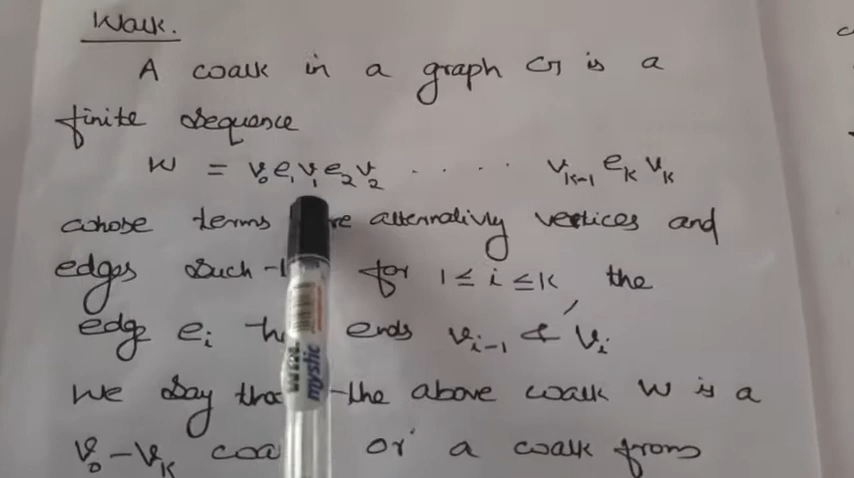 Walk.
A walk in a graph G is a
finite sequence
W = v₀e₁v₁e₂v₂ . . . . . vₖ₋₁ eₖ vₖ
whose terms are alternativly vertices and
edges such for 1 ≤ i ≤ k, the
edge eᵢ ends vᵢ₋₁ & vᵢ
We say the above walk W is a
v₀ – vₖ or a walk from
mystic